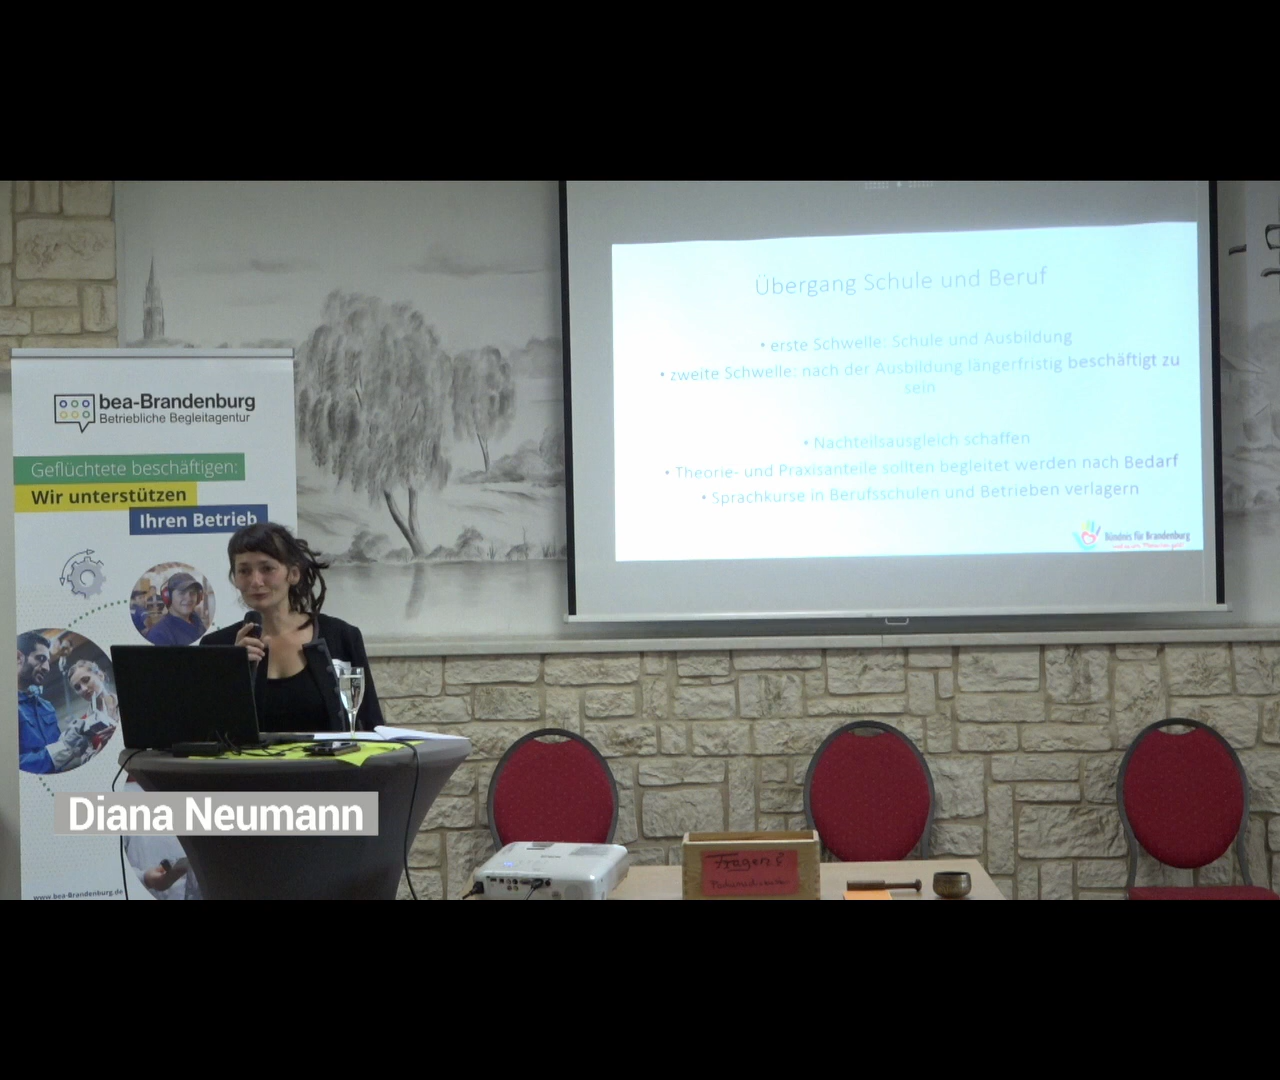 Übergang Schule und Beruf
• erste Schwelle: Schule und Ausbildung
• zweite Schwelle: nach der Ausbildung längerfristig beschäftigt zu
sein
• Nachteilsausgleich schaffen
• Theorie- und Praxisanteile sollten begleitet werden nach Bedarf
• Sprachkurse in Berufsschulen und Betrieben verlagern
Bündnis für Brandenburg
bea-Brandenburg
Betriebliche Begleitagentur
Geflüchtete beschäftigen:
Wir unterstützen
Ihren Betrieb
Diana Neumann
www.bea-Brandenburg.de
Fragen?